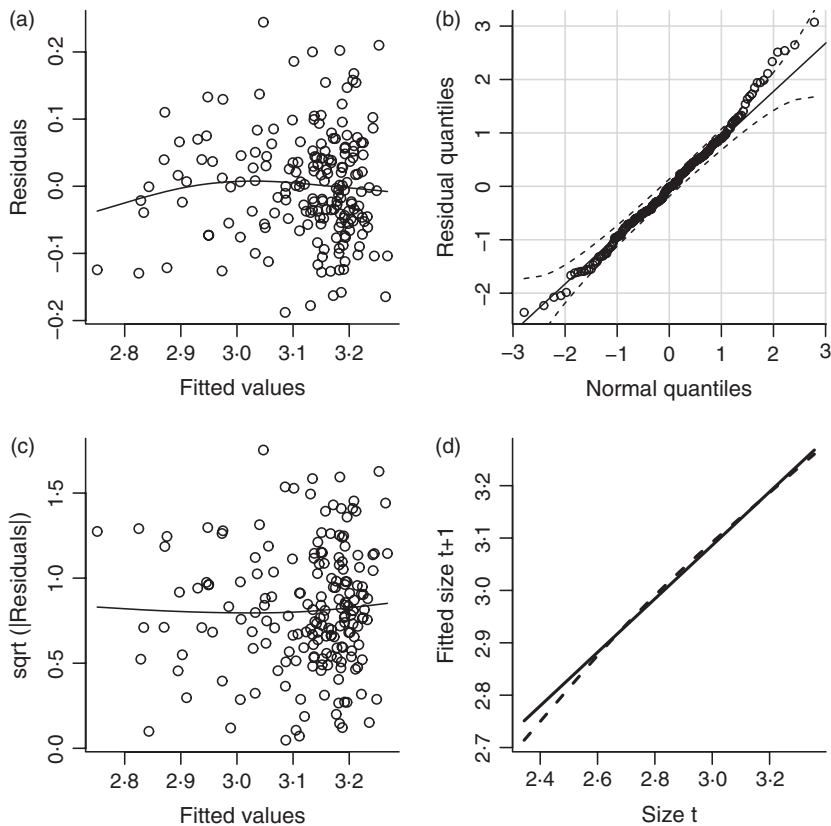 (a)
Residuals
0·2
0·1
0·0
−0·1
−0·2
2·8 2·9 3·0 3·1 3·2
Fitted values
(b)
Residual quantiles
3
2
1
0
−1
−2
−3 −2 −1 0 1 2 3
Normal quantiles
(c)
sqrt (|Residuals|)
1·5
1·0
0·5
0·0
2·8 2·9 3·0 3·1 3·2
Fitted values
(d)
Fitted size t+1
3·2
3·1
3·0
2·9
2·8
2·7
2·4 2·6 2·8 3·0 3·2
Size t